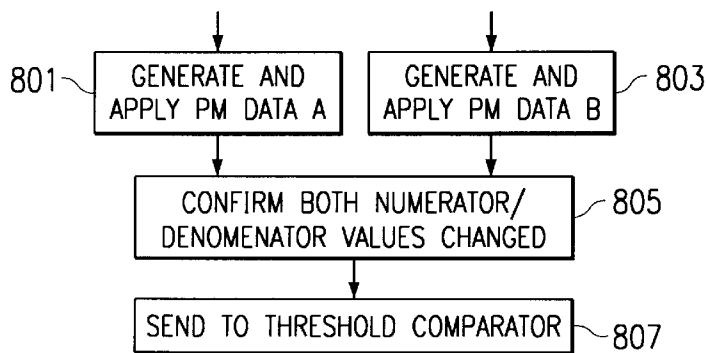 801
GENERATE AND
APPLY PM DATA A
GENERATE AND
APPLY PM DATA B
803
CONFIRM BOTH NUMERATOR/
DENOMENATOR VALUES CHANGED
805
SEND TO THRESHOLD COMPARATOR
807